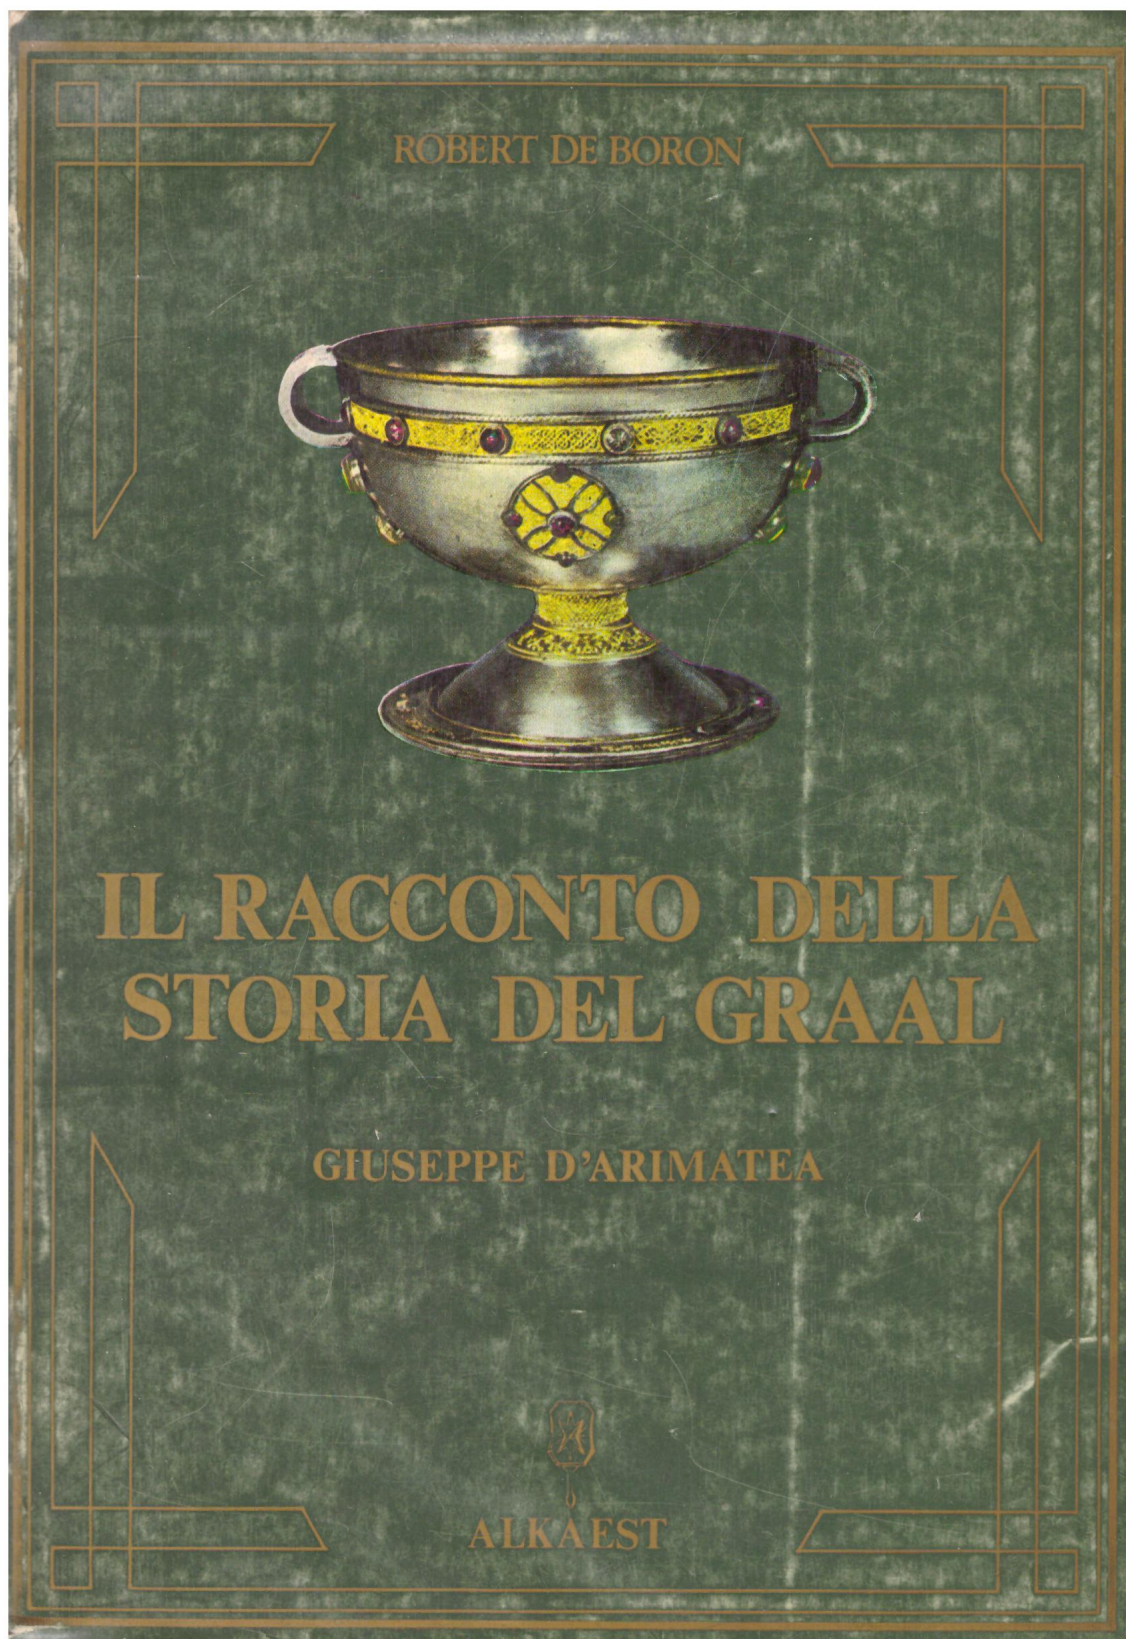 ROBERT DE BORON
IL RACCONTO DELLA
STORIA DEL GRAAL
GIUSEPPE D'ARIMATEA
ALKAEST